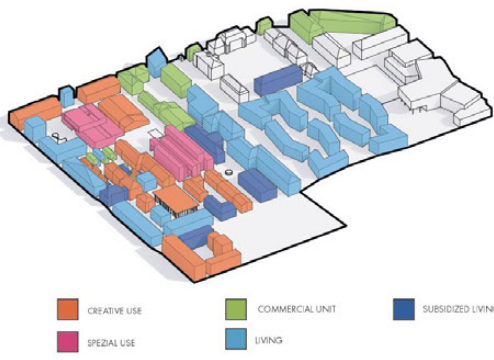 CREATIVE USE
COMMERCIAL UNIT
SUBSIDIZED LIVIN
SPEZIAL USE
LIVING